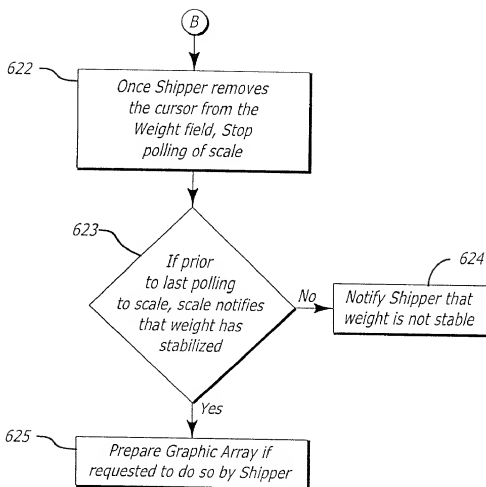 B
622
Once Shipper removes
the cursor from the
Weight field, Stop
polling of scale
623
If prior
to last polling
to scale, scale notifies
that weight has
stabilized
No
624
Notify Shipper that
weight is not stable
Yes
625
Prepare Graphic Array if
requested to do so by Shipper